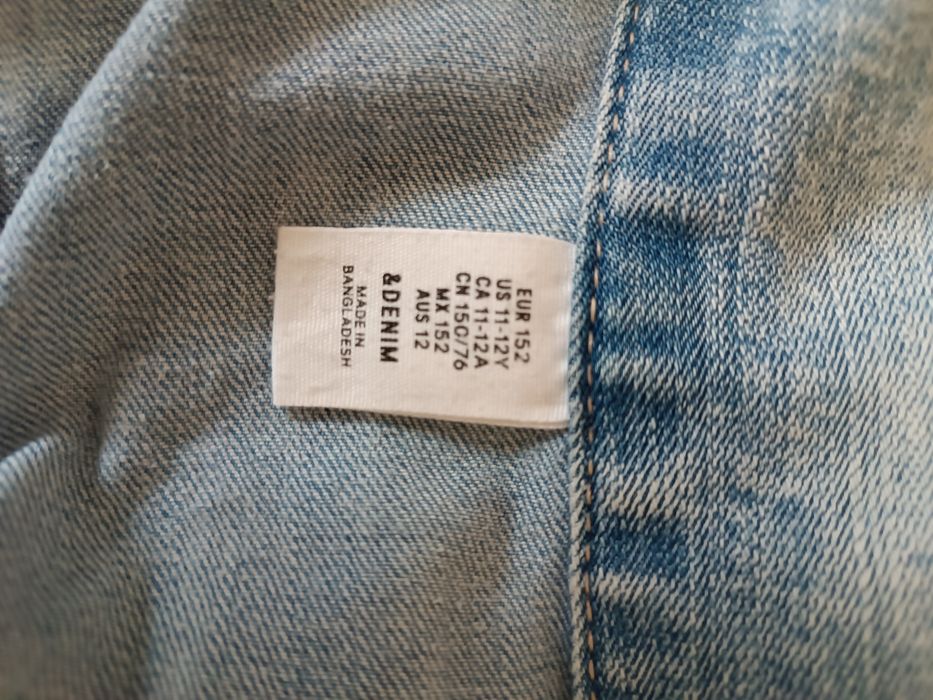 EUR 152
US 11-12Y
CA 11-12A
CN 150/76
MX 152
AUS 12
&DENIM
MADE IN
BANGLADESH